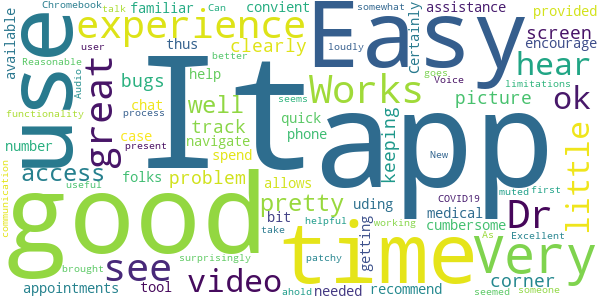 Chromebook
talk
Can
familiar
convient
somewhat
assistance
provided
available
use
experience
Easy
Certainly
screen
encourage
user
thus
clearly
loudly
better
hear
Reasonable
Audio
great
bugs
help
It
app
Works
goes
Voice
limitations
functionality
process
chat
well
seems
quick
picture
ok
number
case
present
track
phone
keeping
New
little
navigate
access
folks
problem
spend
allows
muted
first
communication
good
useful
pretty
uding
COVID19
Dr
medical
bit
take
helpful
getting
working
cumbersome
As
Excellent
time
Very
see
brought
surprisingly
patchy
video
corner
appointments
tool
ahold
needed
recommend
seemed
someone